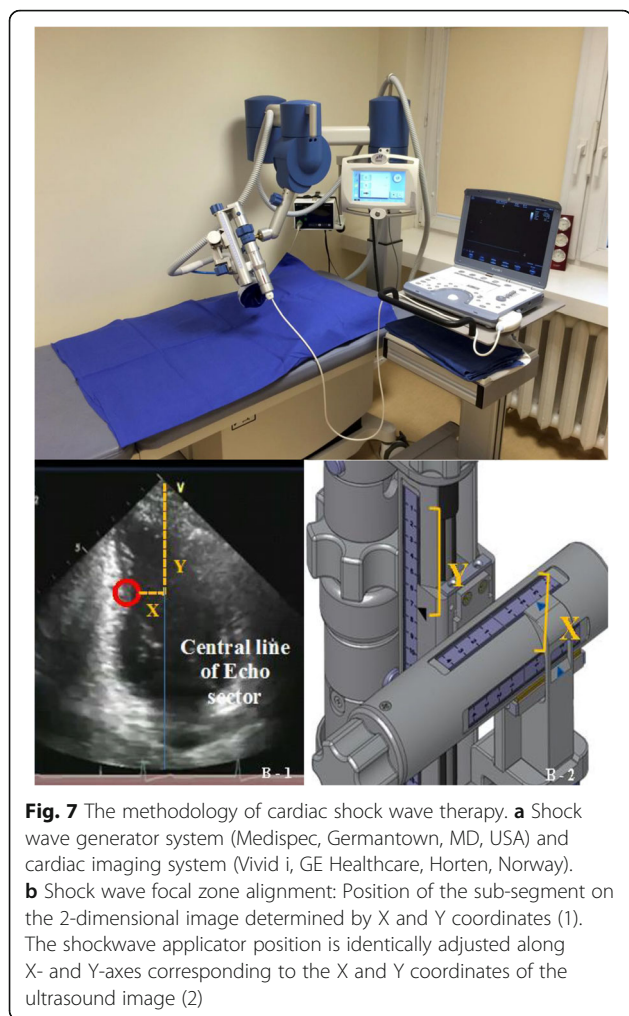 V
5
Y
X
Central line
of Echo
sector
B - 1
Y
X
B - 2
Fig. 7 The methodology of cardiac shock wave therapy. a Shock
wave generator system (Medispec, Germantown, MD, USA) and
cardiac imaging system (Vivid i, GE Healthcare, Horten, Norway).
b Shock wave focal zone alignment: Position of the sub-segment on
the 2-dimensional image determined by X and Y coordinates (1).
The shockwave applicator position is identically adjusted along
X- and Y-axes corresponding to the X and Y coordinates of the
ultrasound image (2)